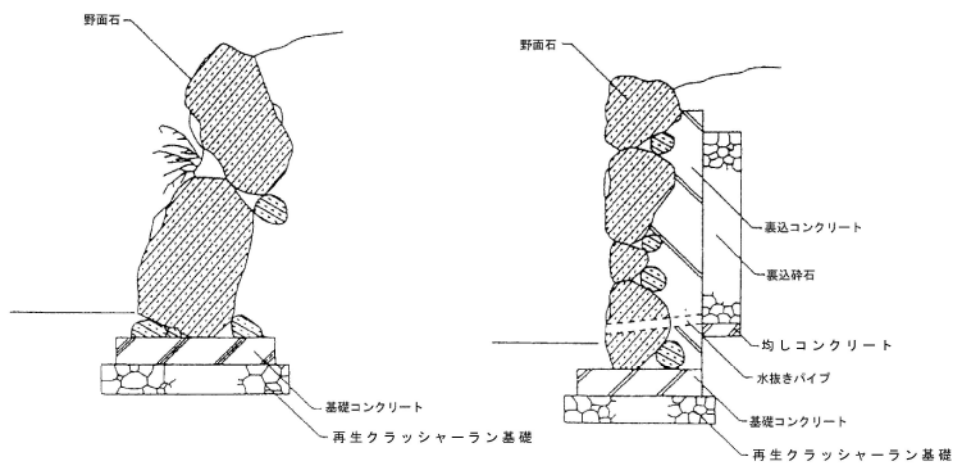 野面石
基礎コンクリート
再生クラッシャーラン基礎
野面石
裏込コンクリート
裏込砕石
均しコンクリート
水抜きパイプ
基礎コンクリート
再生クラッシャーラン基礎